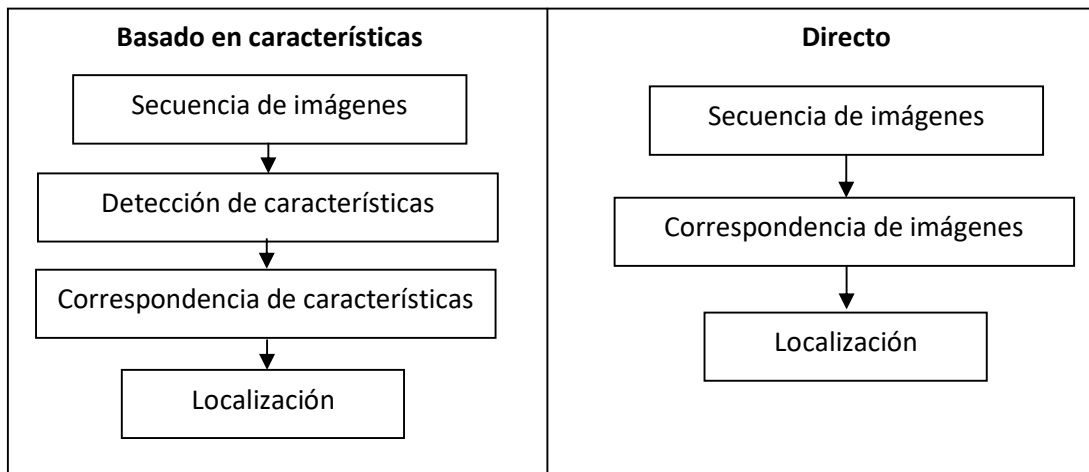 Basado en características
Secuencia de imágenes
Detección de características
Correspondencia de características
Localización
Directo
Secuencia de imágenes
Correspondencia de imágenes
Localización